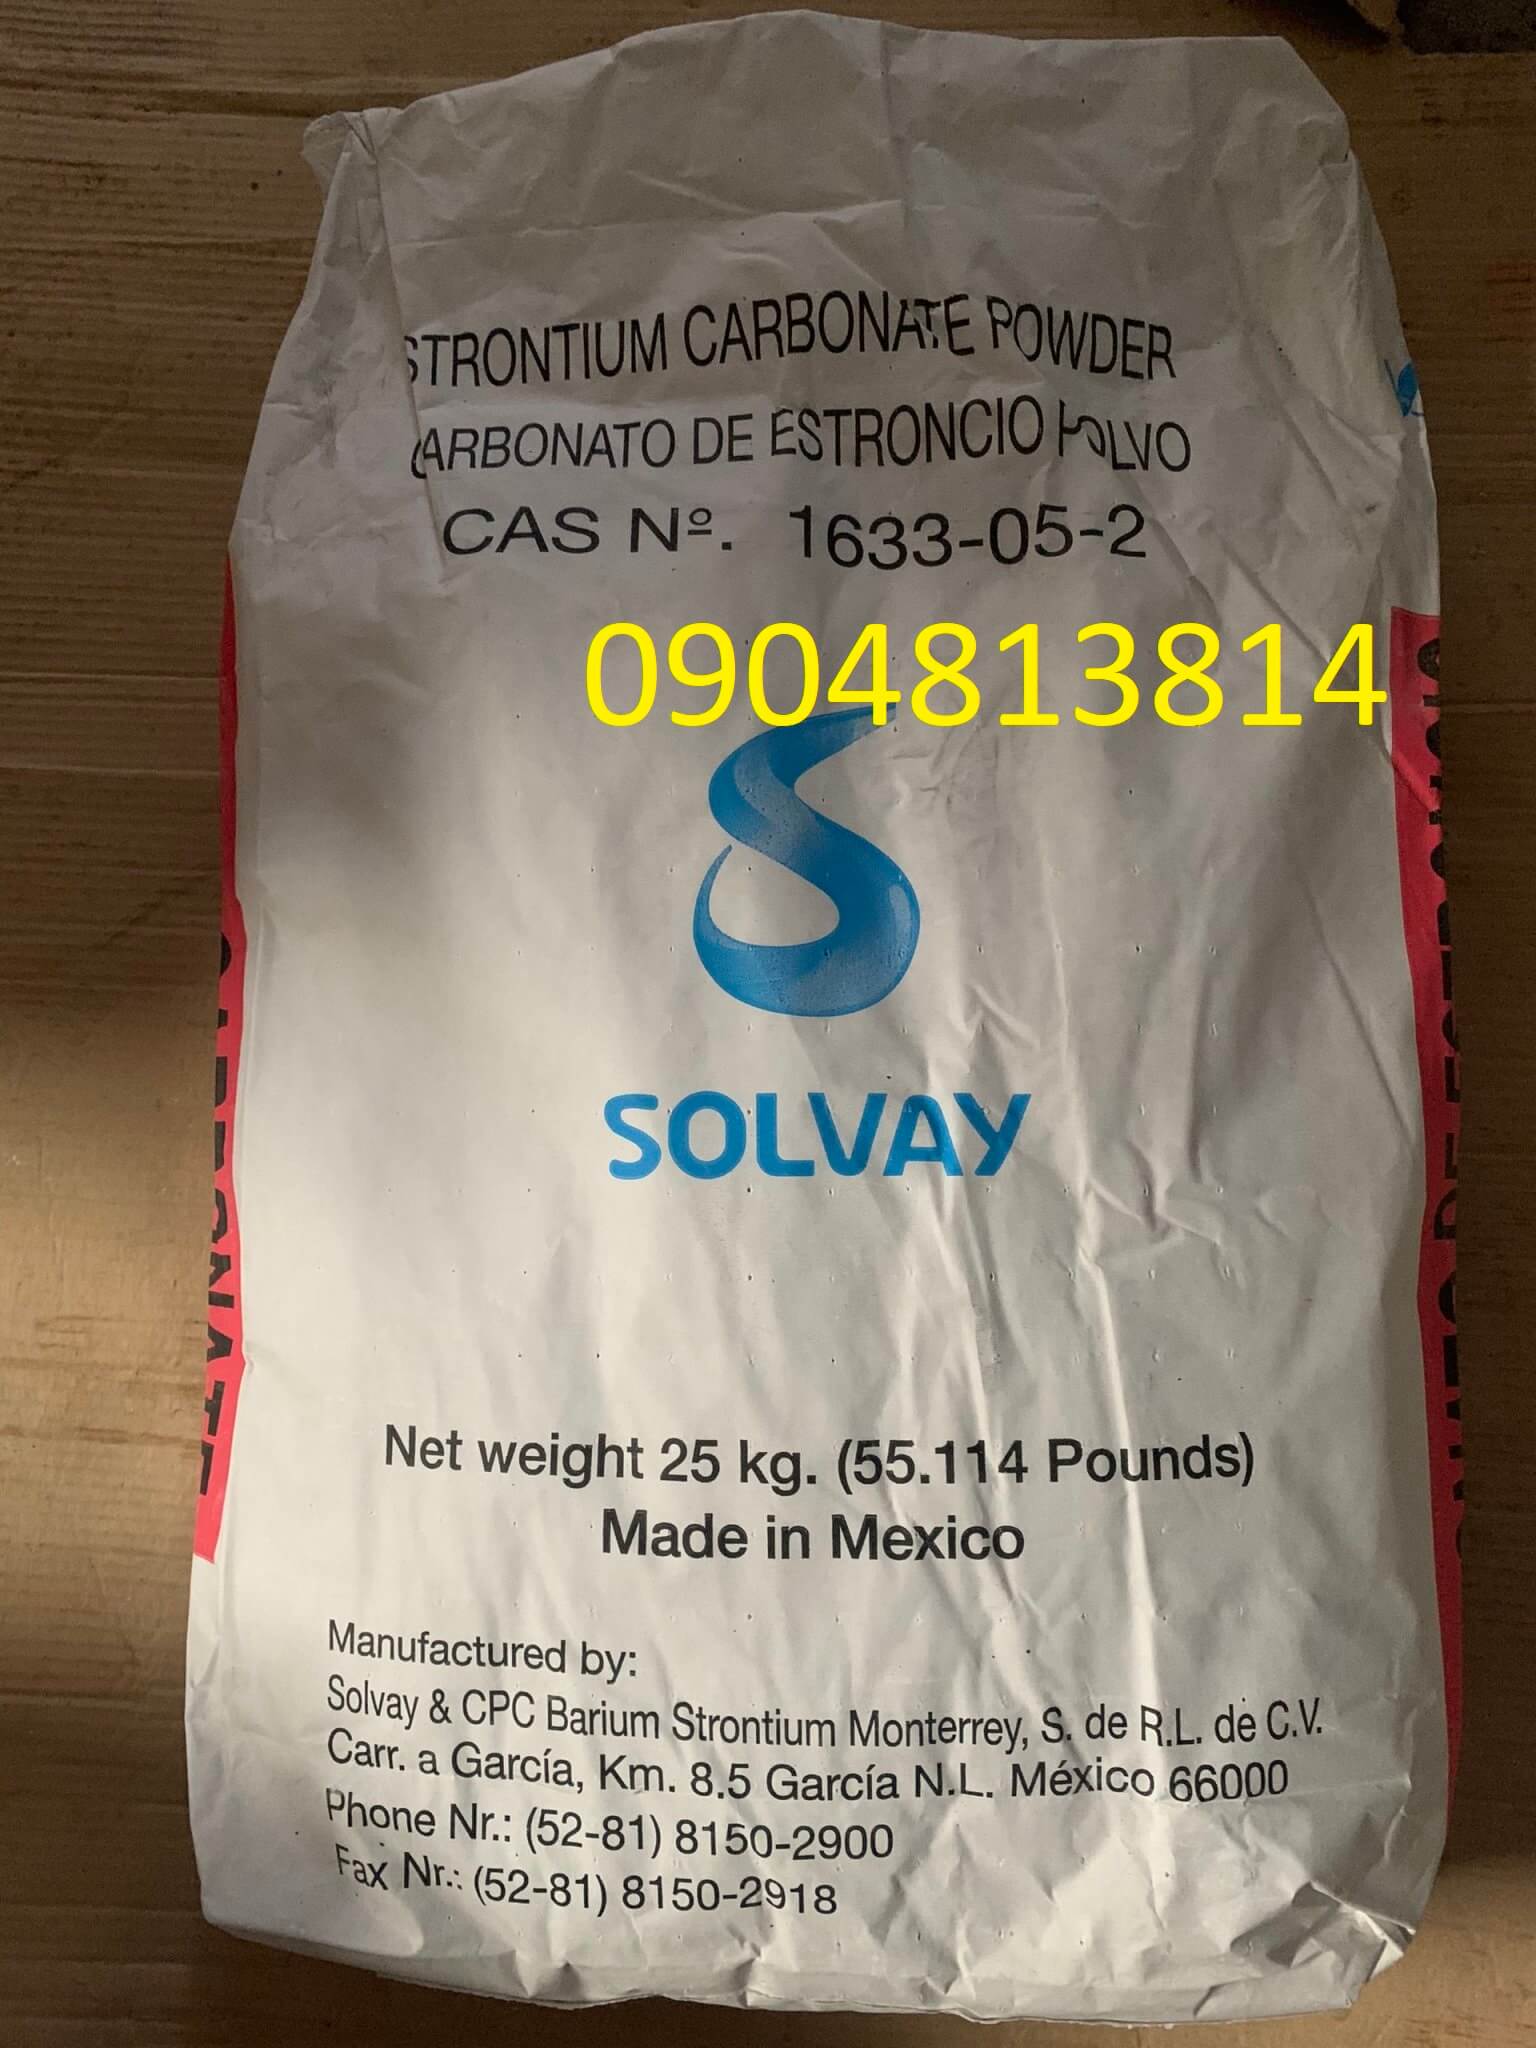 STRONTIUM CARBONATE POWDER
CARBONATO DE ESTRONCIO POLVO
CAS Nº. 1633-05-2
0904813814
SOLVAY
Net weight 25 kg. (55.114 Pounds)
Made in Mexico
Manufactured by:
Solvay & CPC Barium Strontium Monterrey, S. de R.L. de C.V.
Carr. a García, Km. 8.5 García N.L. México 66000
Phone Nr.: (52-81) 8150-2900
Fax Nr.: (52-81) 8150-2918
CARBONATE